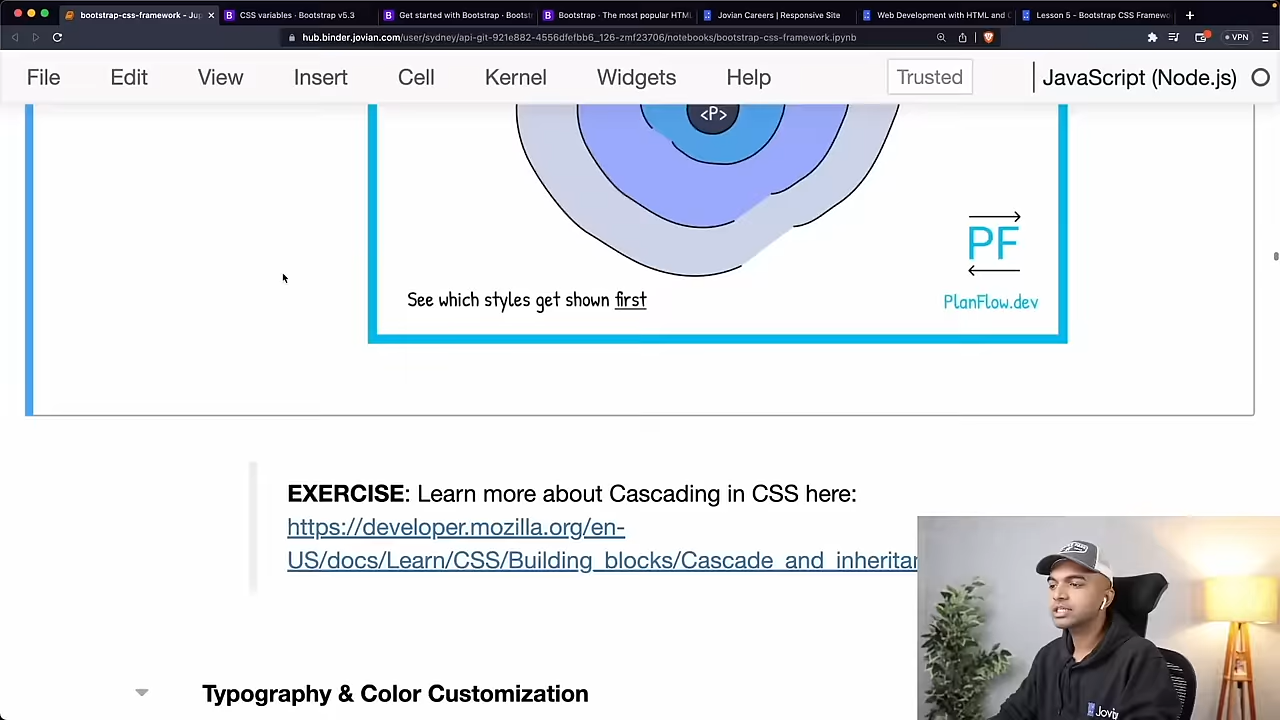 bootstrap-css-framework - Jup
CSS variables · Bootstrap v5.3
Get started with Bootstrap · Bootst
Bootstrap · The most popular HTML
Jovian Careers | Responsive Site
Web Development with HTML and C
Lesson 5 - Bootstrap CSS Framewo
hub.binder.jovian.com/user/sydney/api-git-921e882-4556dfefbb6_126-zmf23706/notebooks/bootstrap-css-framework.ipynb
VPN
File Edit View Insert Cell Kernel Widgets Help Trusted JavaScript (Node.js)
<P>
PF
See which styles get shown first
PlanFlow.dev
EXERCISE: Learn more about Cascading in CSS here:
https://developer.mozilla.org/en-
US/docs/Learn/CSS/Building_blocks/Cascade_and_inheritan
Typography & Color Customization